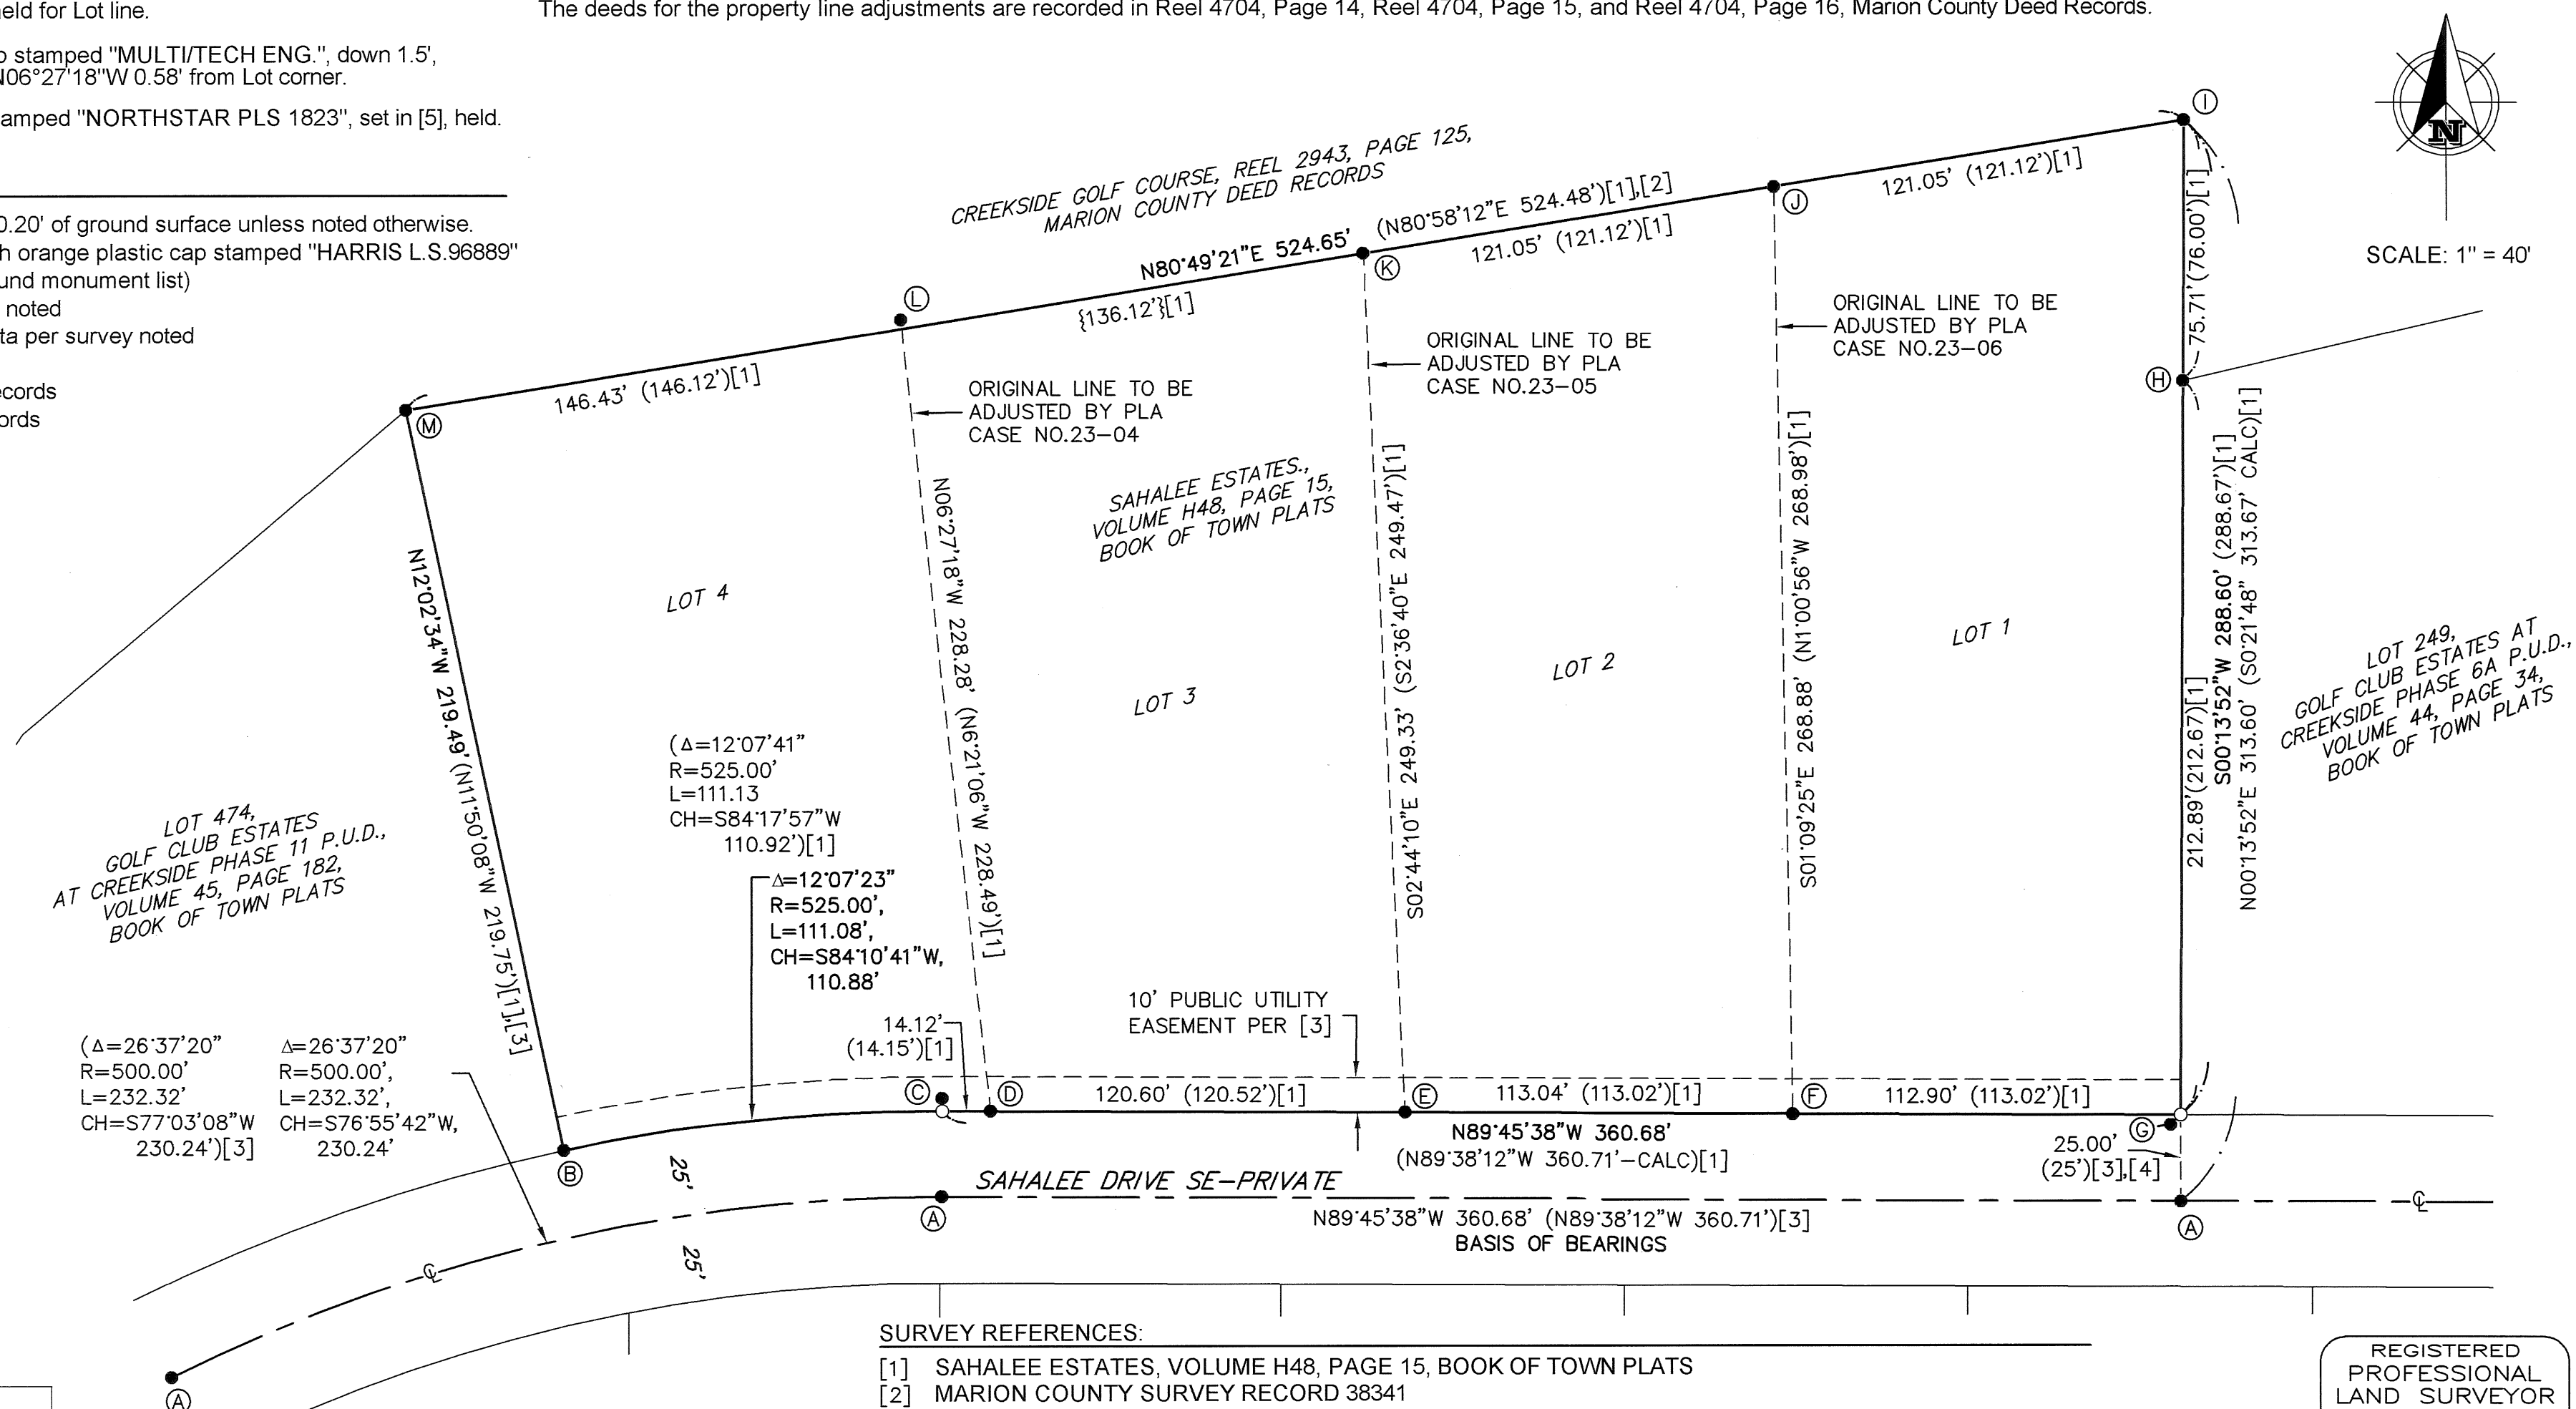 held for Lot line.
The deeds for the property line adjustments are recorded in Reel 4704, Page 14, Reel 4704, Page 15, and Reel 4704, Page 16, Marion County Deed Records.
stamped "MULTI/TECH ENG.", down 1.5',
N06°27'18"W 0.58' from Lot corner.
amped "NORTHSTAR PLS 1823", set in [5], held.
0.20' of ground surface unless noted otherwise.
h orange plastic cap stamped "HARRIS L.S.96889"
und monument list)
noted
ta per survey noted
ecords
ords
N
SCALE: 1" = 40'
CREEKSIDE GOLF COURSE, REEL 2943, PAGE 125,
MARION COUNTY DEED RECORDS
N80°49'21"E 524.65'
(N80°58'12"E 524.48')[1],[2]
121.05' (121.12')[1]
121.05' (121.12')[1]
{136.12'}[1]
146.43' (146.12')[1]
I
J
K
L
M
H
75.71'(76.00')[1]
ORIGINAL LINE TO BE
ADJUSTED BY PLA
CASE NO.23-04
ORIGINAL LINE TO BE
ADJUSTED BY PLA
CASE NO.23-05
ORIGINAL LINE TO BE
ADJUSTED BY PLA
CASE NO.23-06
SAHALEE ESTATES.,
VOLUME H48, PAGE 15,
BOOK OF TOWN PLATS
LOT 4
LOT 3
LOT 2
LOT 1
N12°02'34"W 219.49'(N11°50'08"W 219.75')[1],[3]
N06°27'18"W 228.28' (N6°21'06"W 228.49')[1]
S02°44'10"E 249.33' (S2°36'40"E 249.47')[1]
S01°09'25"E 268.88' (N1°00'56"W 268.98')[1]
212.89'(212.67)[1]
S00°13'52"W 288.60' (288.67')[1]
N00°13'52"E 313.60' (S0°21'48" 313.67' CALC)[1]
LOT 249,
GOLF CLUB ESTATES AT
CREEKSIDE PHASE 6A P.U.D.,
VOLUME 44, PAGE 34,
BOOK OF TOWN PLATS
LOT 474,
GOLF CLUB ESTATES
AT CREEKSIDE PHASE 11 P.U.D.,
VOLUME 45, PAGE 182,
BOOK OF TOWN PLATS
(Δ=12°07'41"
R=525.00'
L=111.13
CH=S84°17'57"W
110.92')[1]
Δ=12°07'23"
R=525.00',
L=111.08',
CH=S84°10'41"W,
110.88'
14.12'
(14.15')[1]
10' PUBLIC UTILITY
EASEMENT PER [3]
(Δ=26°37'20"
R=500.00'
L=232.32'
CH=S77°03'08"W
230.24')[3]
Δ=26°37'20"
R=500.00',
L=232.32',
CH=S76°55'42"W,
230.24'
C
D
120.60' (120.52')[1]
E
113.04' (113.02')[1]
F
112.90' (113.02')[1]
G
B
N89°45'38"W 360.68'
(N89°38'12"W 360.71'-CALC)[1]
25.00'
(25')[3],[4]
25'
25'
SAHALEE DRIVE SE-PRIVATE
A
A
A
N89°45'38"W 360.68' (N89°38'12"W 360.71')[3]
BASIS OF BEARINGS
℄
℄
SURVEY REFERENCES:
[1] SAHALEE ESTATES, VOLUME H48, PAGE 15, BOOK OF TOWN PLATS
[2] MARION COUNTY SURVEY RECORD 38341
REGISTERED
PROFESSIONAL
LAND SURVEYOR